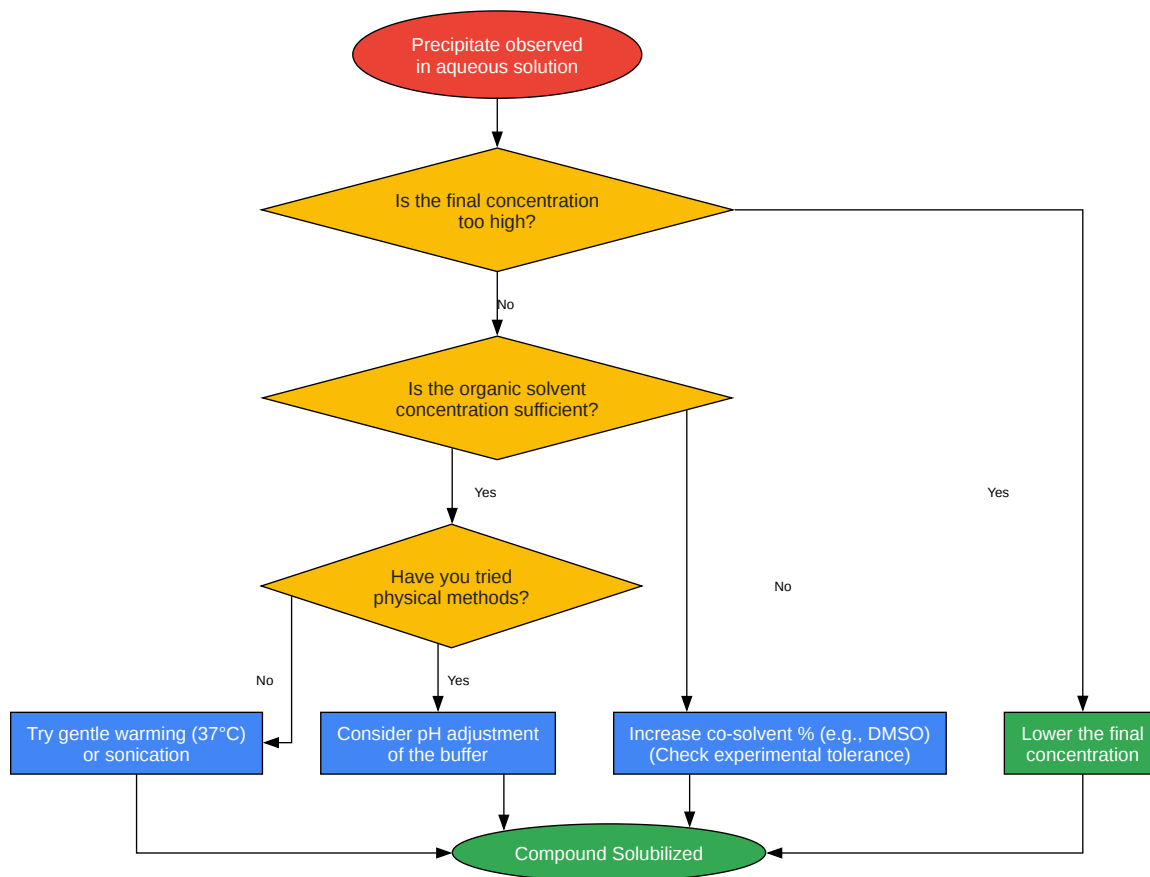 Precipitate observed
in aqueous solution
Is the final concentration
too high?
No
Is the organic solvent
concentration sufficient?
Yes
Yes
Have you tried
physical methods?
No
No
Yes
Try gentle warming (37°C)
or sonication
Consider pH adjustment
of the buffer
Increase co-solvent % (e.g., DMSO)
(Check experimental tolerance)
Lower the final
concentration
Compound Solubilized